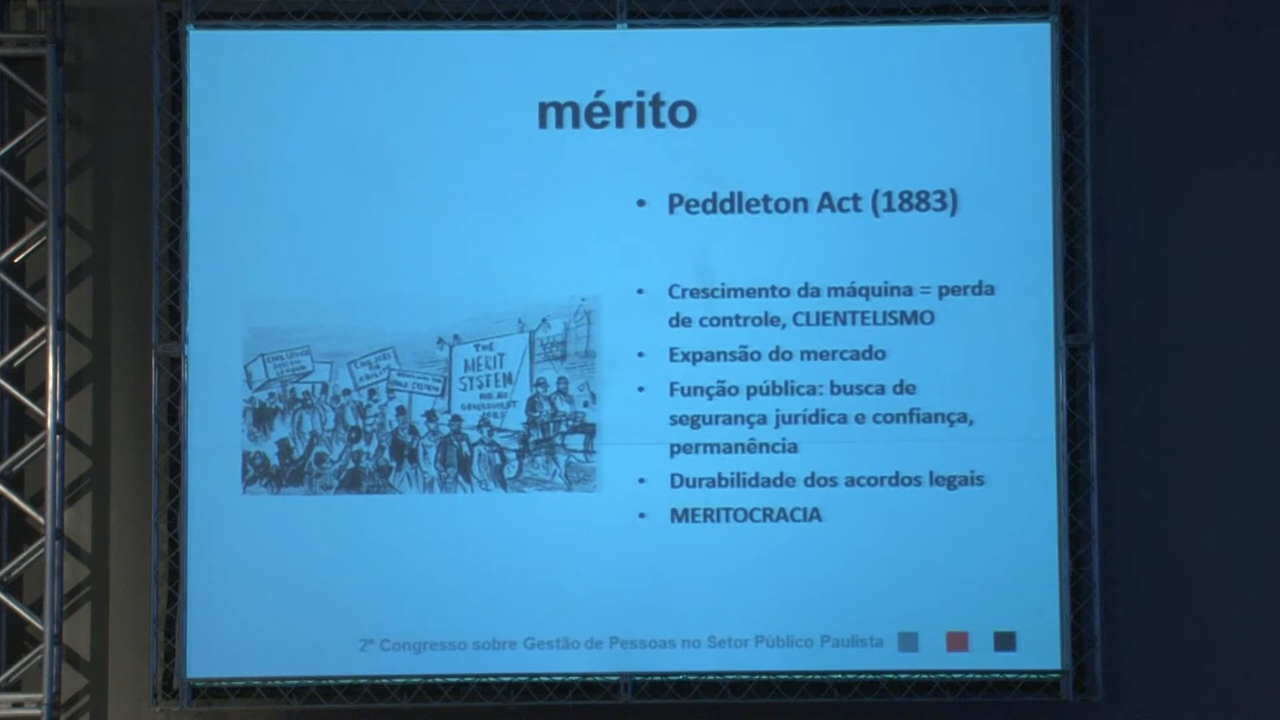 mérito
• Peddleton Act (1883)
• Crescimento da máquina = perda
de controle, CLIENTELISMO
• Expansão do mercado
• Função pública: busca de
segurança jurídica e confiança,
permanência
• Durabilidade dos acordos legais
• MERITOCRACIA
THE
MERIT
SYSTEM
GOVERNMENT
2º Congresso sobre Gestão de Pessoas no Setor Público Paulista